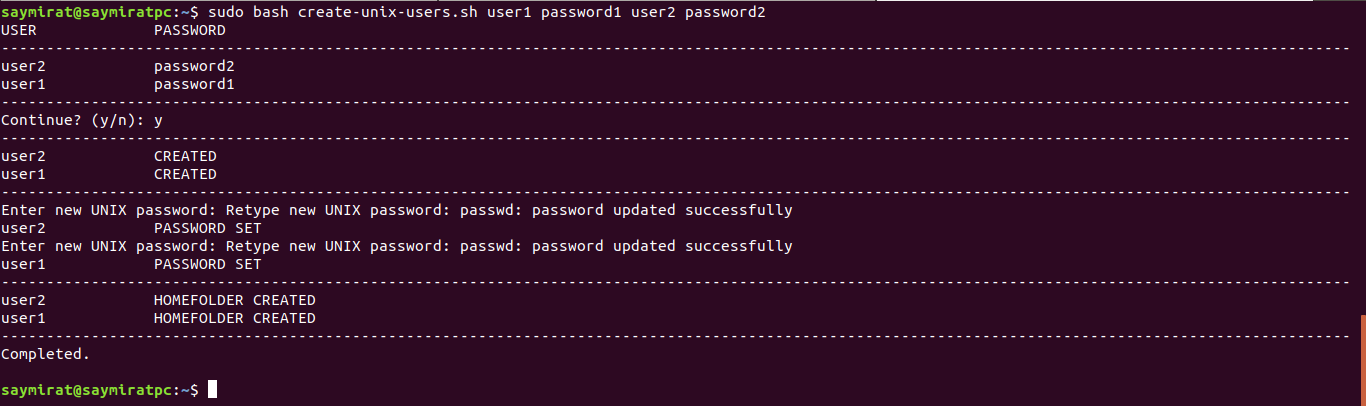 saymirat@saymiratpc:~$ sudo bash create-unix-users.sh user1 password1 user2 password2
USER            PASSWORD
------------------------------------------------------------------------------------------------------------------------------------------------------
user2            password2
user1            password1
------------------------------------------------------------------------------------------------------------------------------------------------------
Continue? (y/n): y
------------------------------------------------------------------------------------------------------------------------------------------------------
user2            CREATED
user1            CREATED
------------------------------------------------------------------------------------------------------------------------------------------------------
Enter new UNIX password: Retype new UNIX password: passwd: password updated successfully
user2            PASSWORD SET
Enter new UNIX password: Retype new UNIX password: passwd: password updated successfully
user1            PASSWORD SET
------------------------------------------------------------------------------------------------------------------------------------------------------
user2            HOMEFOLDER CREATED
user1            HOMEFOLDER CREATED
------------------------------------------------------------------------------------------------------------------------------------------------------
Completed.
saymirat@saymiratpc:~$